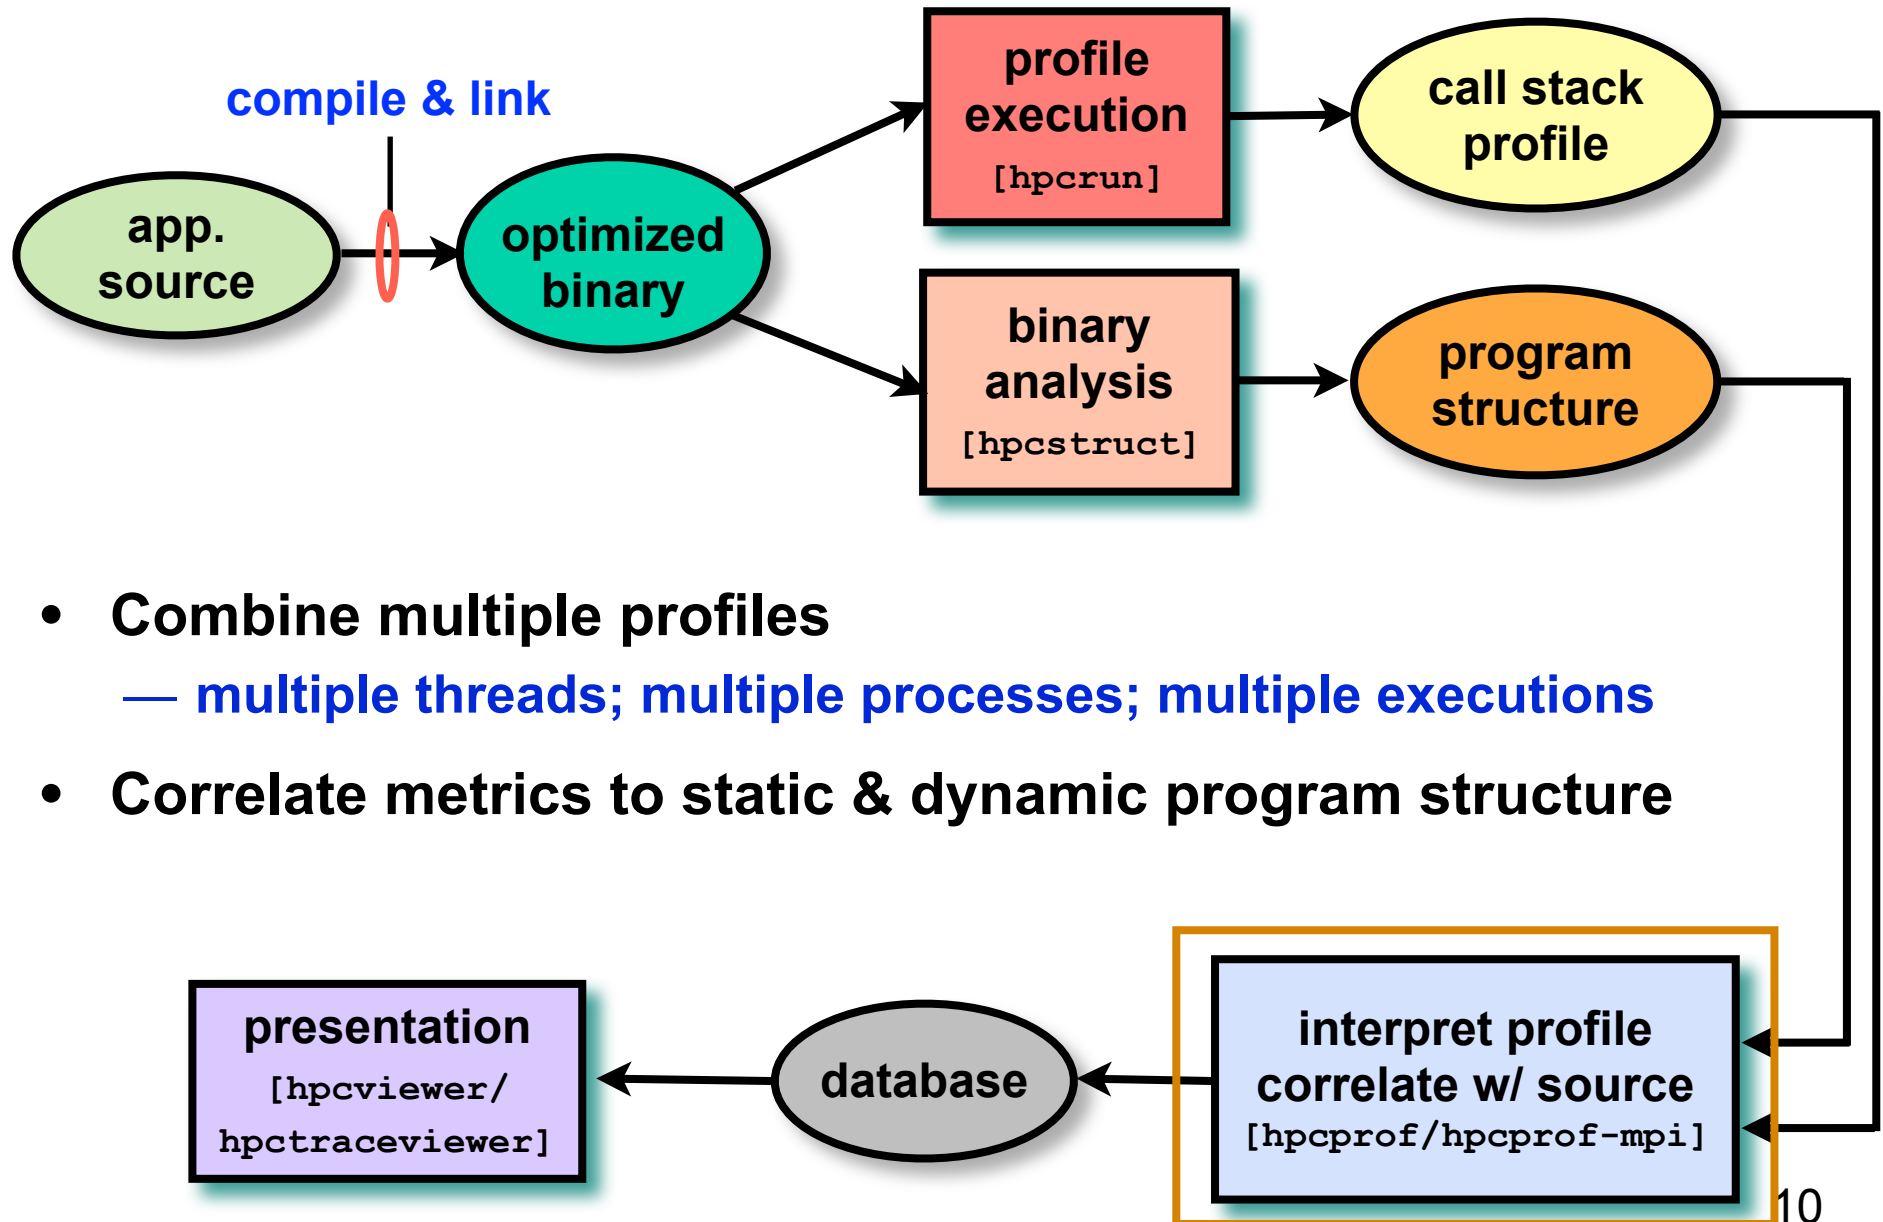 compile & link
app.
source
optimized
binary
profile
execution
[hpcrun]
call stack
profile
binary
analysis
[hpcstruct]
program
structure
• Combine multiple profiles
— multiple threads; multiple processes; multiple executions
• Correlate metrics to static & dynamic program structure
presentation
[hpcviewer/
hpctraceviewer]
database
interpret profile
correlate w/ source
[hpcprof/hpcprof-mpi]
10